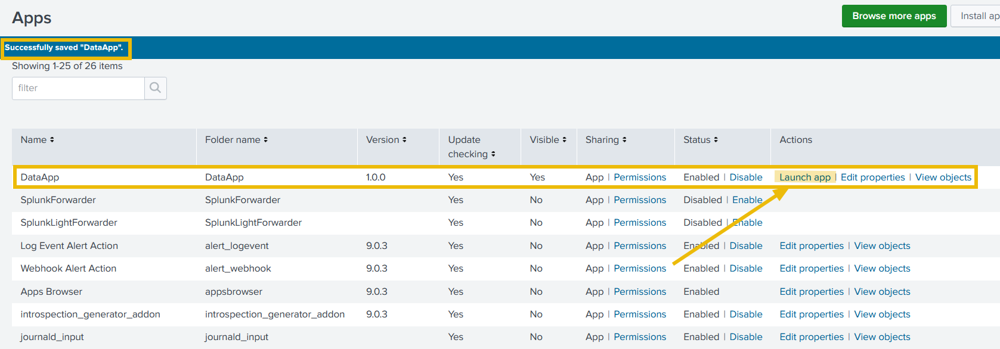 Apps
Browse more apps
Install ap
Successfully saved "DataApp".
Showing 1-25 of 26 items
filter
Name Folder name Version Update checking Visible Sharing Status Actions
DataApp DataApp 1.0.0 Yes Yes App | Permissions Enabled | Disable Launch app | Edit properties | View objects
SplunkForwarder SplunkForwarder Yes No App | Permissions Disabled | Enable
SplunkLightForwarder SplunkLightForwarder Yes No App | Permissions Disabled | Enable
Log Event Alert Action alert_logevent 9.0.3 Yes No App | Permissions Enabled | Disable Edit properties | View objects
Webhook Alert Action alert_webhook 9.0.3 Yes No App | Permissions Enabled | Disable Edit properties | View objects
Apps Browser appsbrowser 9.0.3 Yes No App | Permissions Enabled Edit properties | View objects
introspection_generator_addon introspection_generator_addon 9.0.3 Yes No App | Permissions Enabled | Disable Edit properties | View objects
journald_input journald_input Yes No App | Permissions Enabled | Disable Edit properties | View objects